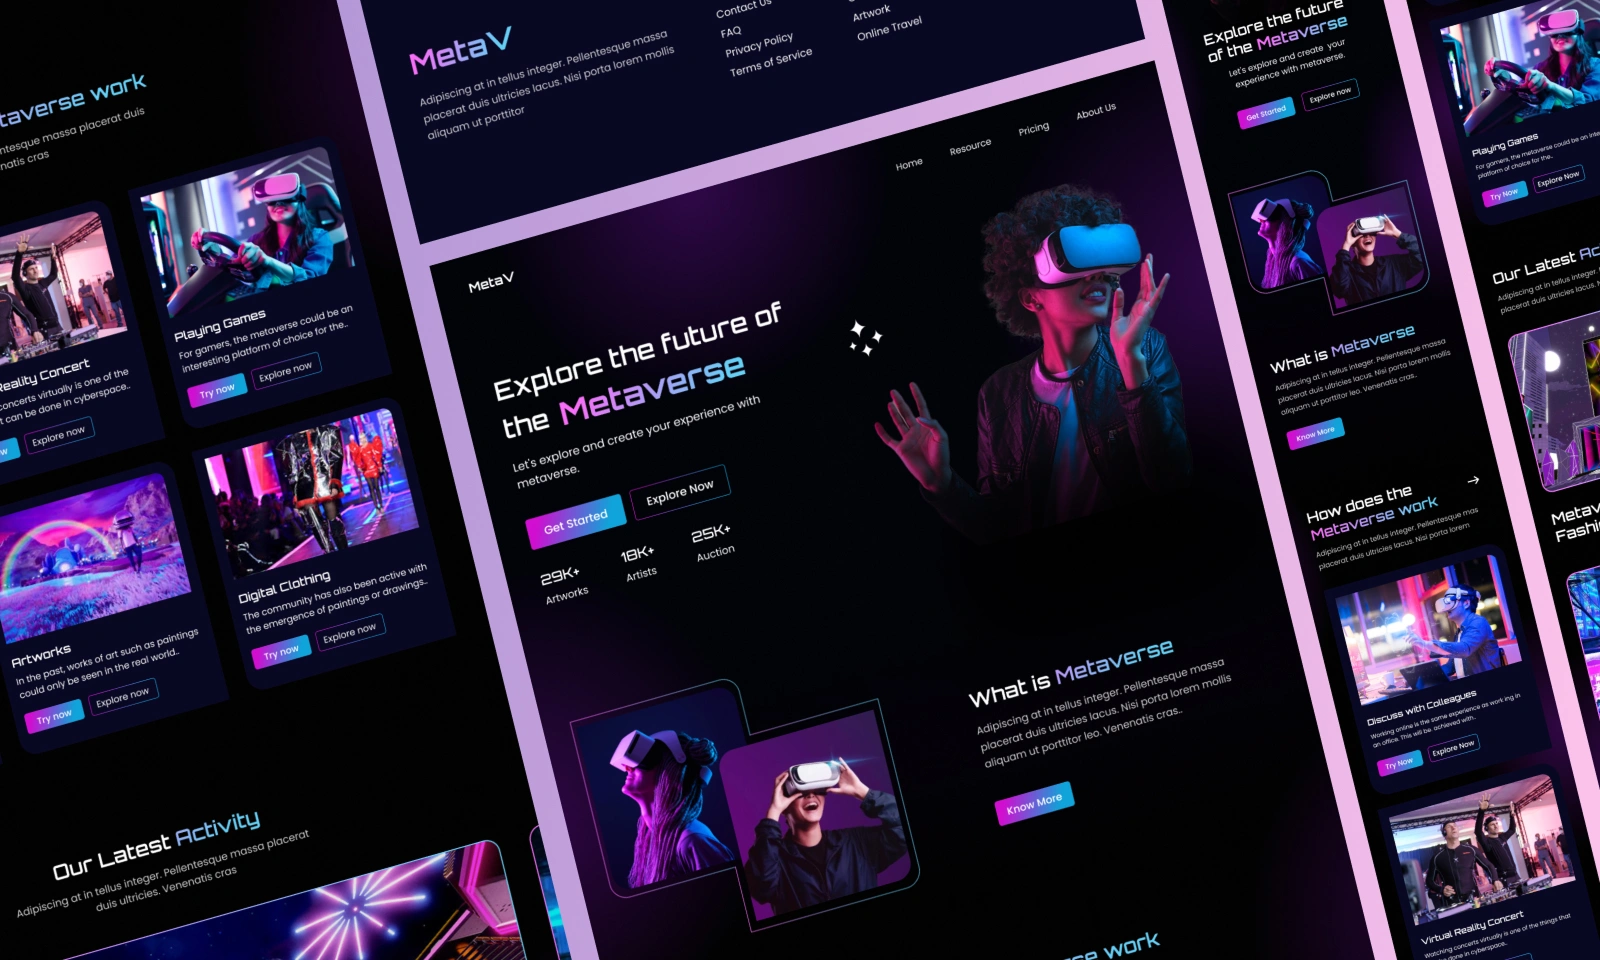 Metaverse work
massa placerat duis
cras
Reality Concert
concerts virtually is one of the
can be done in cyberspace..
Explore now
Playing Games
For gamers, the metaverse could be an
interesting platform of choice for the..
Try now
Explore now
Artworks
In the past, works of art such as paintings
could only be seen in the real world..
Try now
Explore now
Digital Clothing
The community has also been active with
the emergence of paintings or drawings..
Try now
Explore now
Our Latest Activity
Adipiscing at in tellus integer. Pellentesque massa placerat
duis ultricies. Venenatis cras
MetaV
Adipiscing at in tellus integer. Pellentesque massa
placerat duis ultricies lacus. Nisi porta lorem mollis
aliquam ut porttitor
Contact Us
FAQ
Privacy Policy
Terms of Service
Artwork
Online Travel
MetaV
Home
Resource
Pricing
About Us
Explore the future of
the Metaverse
Let's explore and create your experience with
metaverse.
Get Started
Explore Now
29K+
Artworks
18K+
Artists
25K+
Auction
What is Metaverse
Adipiscing at in tellus integer. Pellentesque massa
placerat duis ultricies lacus. Nisi porta lorem mollis
aliquam ut porttitor leo. Venenatis cras..
Know More
work
Explore the future
of the Metaverse
Let's explore and create your
experience with metaverse.
Get Started
Explore now
What is Metaverse
Adipiscing at in tellus integer. Pellentesque massa
placerat duis ultricies lacus. Nisi porta lorem mollis
aliquam ut porttitor leo. Venenatis cras..
Know More
How does the
Metaverse work
Adipiscing at in tellus integer. Pellentesque mas
placerat duis ultricies lacus. Nisi porta lorem
Discuss with Colleagues
Working online is the same experience as work ing in
an office. This will be achieved with..
Try Now
Explore Now
Virtual Reality Concert
Watching concerts virtually is one of the things that
be done in cyberspace..
Playing Games
For gamers, the metaverse could be an
platform of choice for the..
Try Now
Explore Now
Our Latest
Adipiscing at in tellus integer.
placerat duis ultricies lacus.